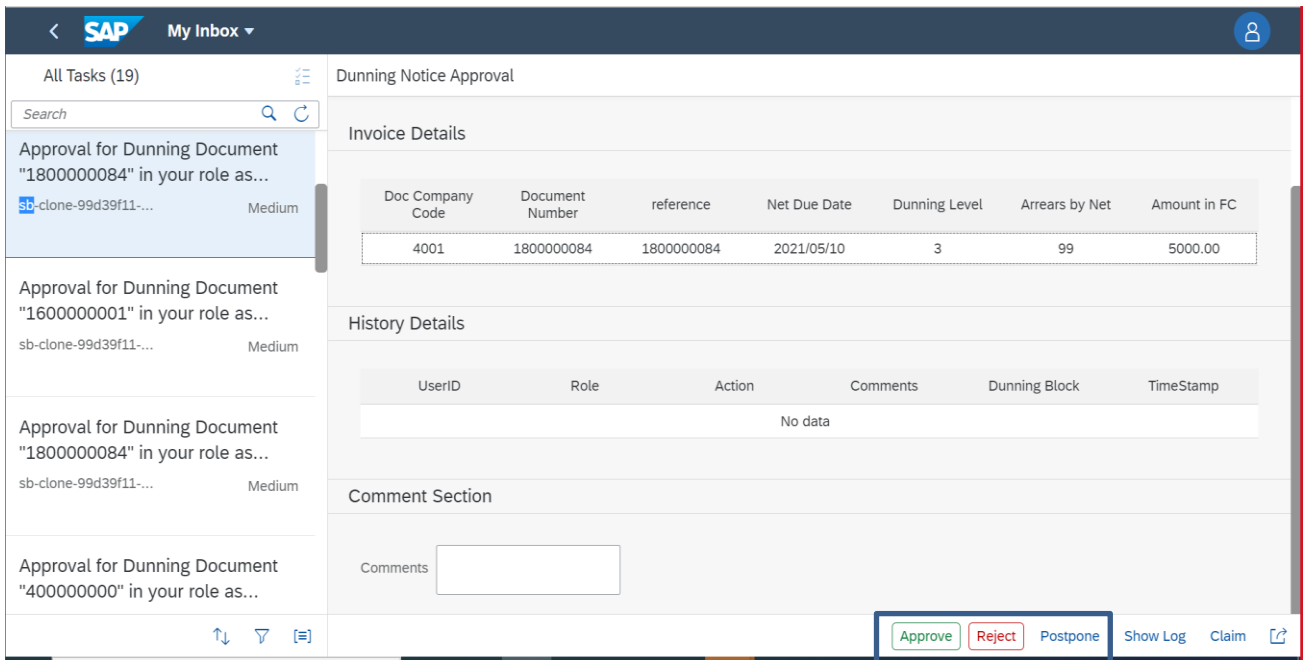 SAP My Inbox
All Tasks (19)
Search
Approval for Dunning Document
"1800000084" in your role as...
sb-clone-99d39f11-... Medium
Approval for Dunning Document
"1600000001" in your role as...
sb-clone-99d39f11-... Medium
Approval for Dunning Document
"1800000084" in your role as...
sb-clone-99d39f11-... Medium
Approval for Dunning Document
"400000000" in your role as...
Dunning Notice Approval
Invoice Details
Doc Company Code Document Number reference Net Due Date Dunning Level Arrears by Net Amount in FC
4001 1800000084 1800000084 2021/05/10 3 99 5000.00
History Details
UserID Role Action Comments Dunning Block TimeStamp
No data
Comment Section
Comments
Approve Reject Postpone Show Log Claim